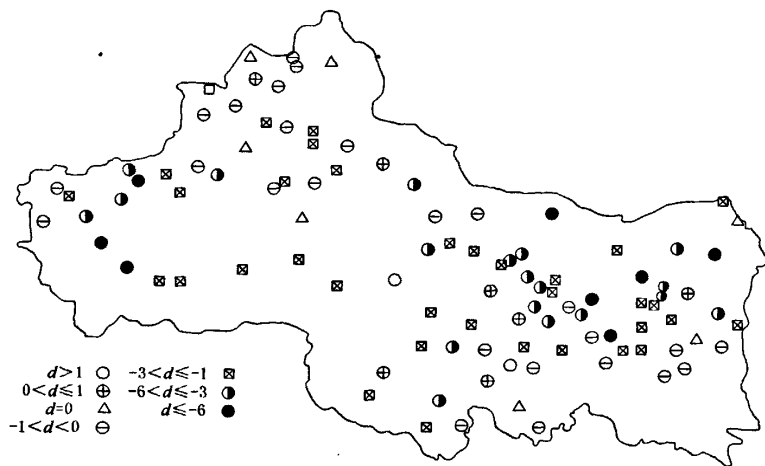 d>1 ○ -3<d≤-1 ⊠
0<d≤1 ⊕ -6<d≤-3 ◑
d=0 △ d≤-6 ●
-1<d<0 ⊖